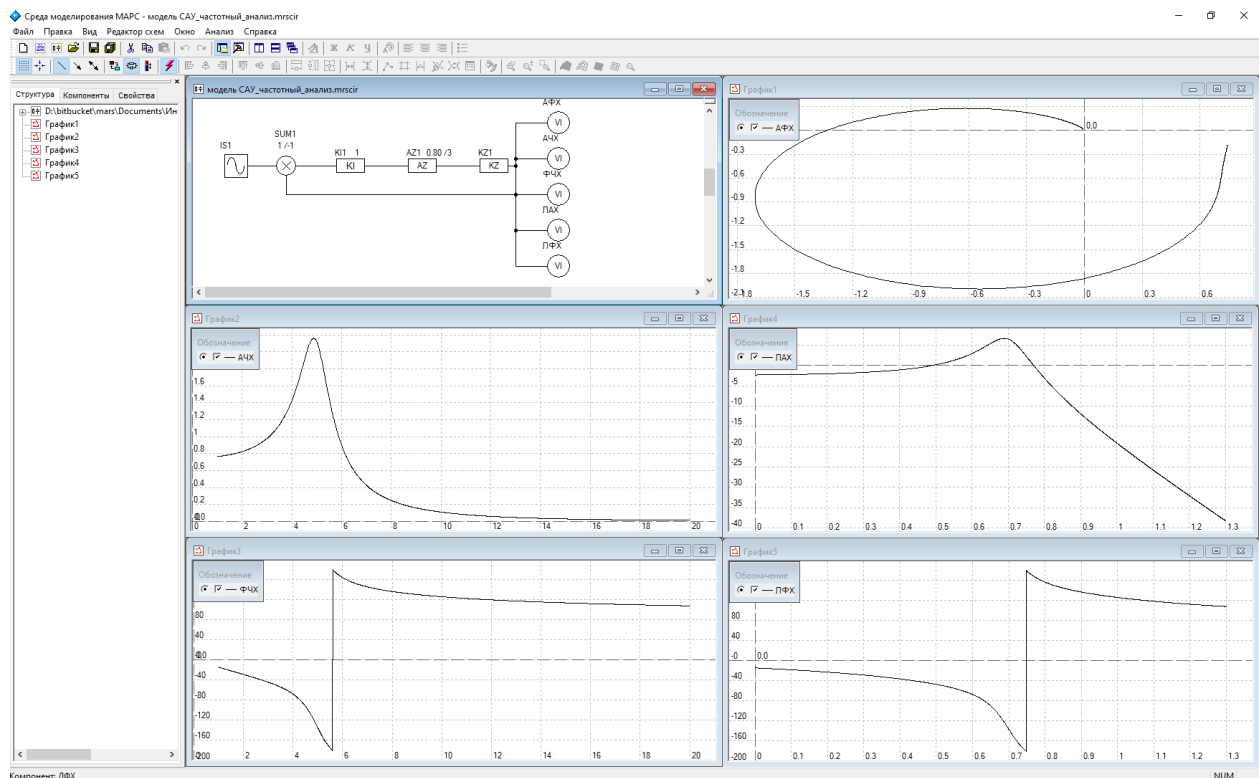 Среда моделирования МАРС - модель САУ_частотный_анализ.mrscir
Файл Правка Вид Редактор схем Окно Анализ Справка
Структура Компоненты Свойства
D:\bitbucket\mars\Documents\Ин
График1
График2
График3
График4
График5
модель САУ_частотный_анализ.mrscir
IS1
SUM1
1 /-1
KI1 1
KI
AZ1 0.80 /3
AZ
KZ1
KZ
АФХ
VI
АЧХ
VI
ФЧХ
VI
ЛАХ
VI
ЛФХ
VI
График1
Обозначение
АФХ
0,0
-0.3
-0.6
-0.9
-1.2
-1.5
-1.8
-1.5 -1.2 -0.9 -0.6 -0.3 0 0.3 0.6
График2
Обозначение
АЧХ
1.6
1.4
1.2
1
0.8
0.6
0.4
0.2
0 2 4 6 8 10 12 14 16 18 20
График4
Обозначение
ЛАХ
-5
-10
-15
-20
-25
-30
-35
-40 0 0.1 0.2 0.3 0.4 0.5 0.6 0.7 0.8 0.9 1 1.1 1.2 1.3
График3
Обозначение
ФЧХ
80
40
-40
-80
-120
-160
-200 2 4 6 8 10 12 14 16 18 20
График5
Обозначение
ЛФХ
80
40
-0 0,0
-40
-80
-120
-160
-200 0 0.1 0.2 0.3 0.4 0.5 0.6 0.7 0.8 0.9 1 1.1 1.2 1.3
Компонент: ЛФХ
NUM